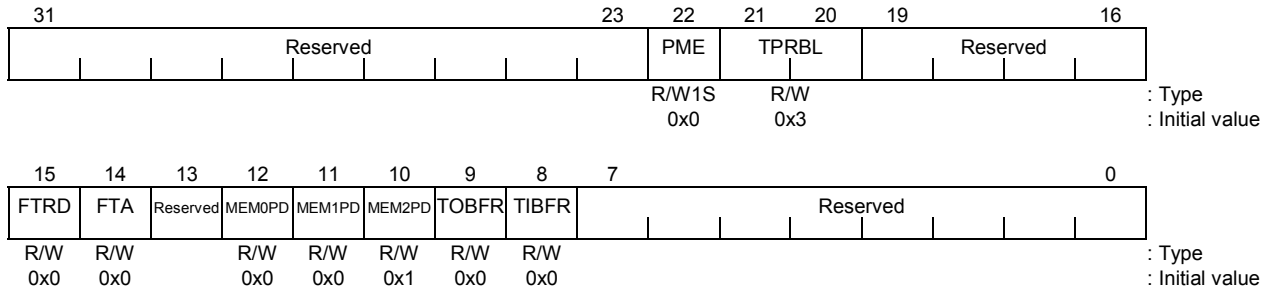 31 23 22 21 20 19 16
Reserved PME TPRBL Reserved
R/W1S R/W : Type
0x0 0x3 : Initial value
15 14 13 12 11 10 9 8 7 0
FTRD FTA Reserved MEM0PD MEM1PD MEM2PD TOBFR TIBFR Reserved
R/W R/W R/W R/W R/W R/W R/W : Type
0x0 0x0 0x0 0x0 0x1 0x0 0x0 : Initial value